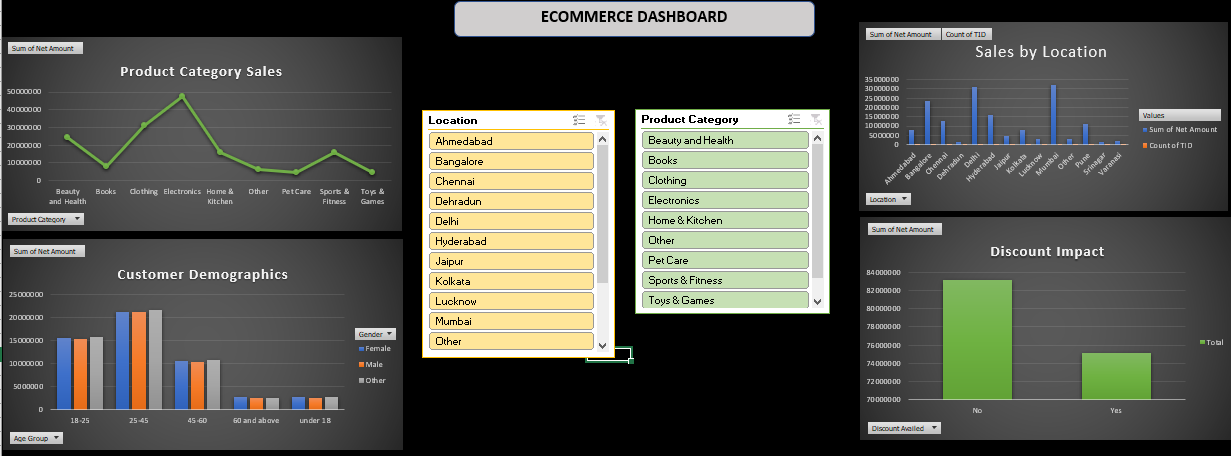 ECOMMERCE DASHBOARD
Sum of Net Amount
Product Category Sales
50000000
40000000
30000000
20000000
10000000
0
Beauty and Health
Books
Clothing
Electronics
Home & Kitchen
Other
Pet Care
Sports & Fitness
Toys & Games
Product Category
Sum of Net Amount
Customer Demographics
25000000
20000000
15000000
10000000
5000000
0
18-25
25-45
45-60
60 and above
under 18
Gender
Female
Male
Other
Age Group
Location
Ahmedabad
Bangalore
Chennai
Dehradun
Delhi
Hyderabad
Jaipur
Kolkata
Lucknow
Mumbai
Other
Product Category
Beauty and Health
Books
Clothing
Electronics
Home & Kitchen
Other
Pet Care
Sports & Fitness
Toys & Games
Sum of Net Amount
Count of TID
Sales by Location
35000000
30000000
25000000
20000000
15000000
10000000
5000000
0
Ahmedabad
Bangalore
Chennai
Dehradun
Delhi
Hyderabad
Jaipur
Kolkata
Lucknow
Mumbai
Other
Pune
Srinagar
Varanasi
Values
Sum of Net Amount
Count of TID
Location
Sum of Net Amount
Discount Impact
84000000
82000000
80000000
78000000
76000000
74000000
72000000
70000000
No
Yes
Total
Discount Availed